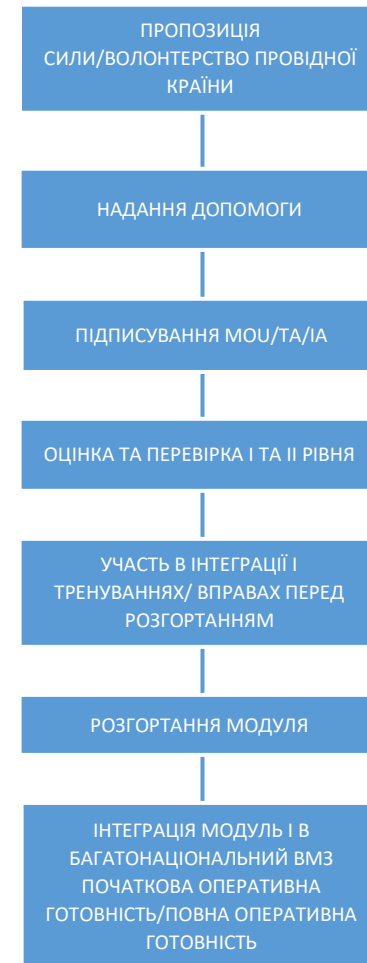 ПРОПОЗИЦІЯ
СИЛИ/ВОЛОНТЕРСТВО ПРОВІДНОЇ
КРАЇНИ
НАДАННЯ ДОПОМОГИ
ПІДПИСУВАННЯ MOU/TA/IA
ОЦІНКА ТА ПЕРЕВІРКА І ТА ІІ РІВНЯ
УЧАСТЬ В ІНТЕГРАЦІЇ І
ТРЕНУВАННЯХ/ ВПРАВАХ ПЕРЕД
РОЗГОРТАННЯМ
РОЗГОРТАННЯ МОДУЛЯ
ІНТЕГРАЦІЯ МОДУЛЬ І В
БАГАТОНАЦІОНАЛЬНИЙ ВМЗ
ПОЧАТКОВА ОПЕРАТИВНА
ГОТОВНІСТЬ/ПОВНА ОПЕРАТИВНА
ГОТОВНІСТЬ